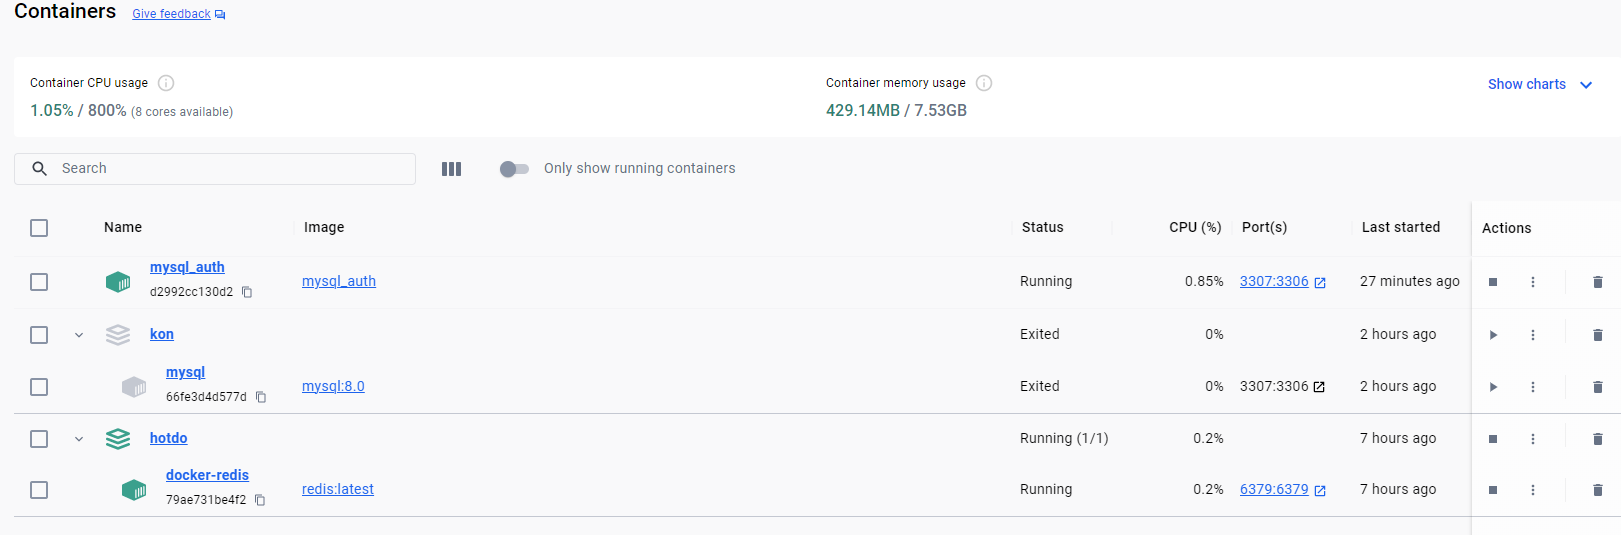 Containers Give feedback
Container CPU usage
1.05% / 800% (8 cores available)
Container memory usage
429.14MB / 7.53GB
Show charts
Search
Only show running containers
Name Image Status CPU (%) Port(s) Last started Actions
mysql_auth
d2992cc130d2
mysql_auth Running 0.85% 3307:3306 27 minutes ago
kon Exited 0% 2 hours ago
mysql
66fe3d4d577d
mysql:8.0 Exited 0% 3307:3306 2 hours ago
hotdo Running (1/1) 0.2% 7 hours ago
docker-redis
79ae731be4f2
redis:latest Running 0.2% 6379:6379 7 hours ago